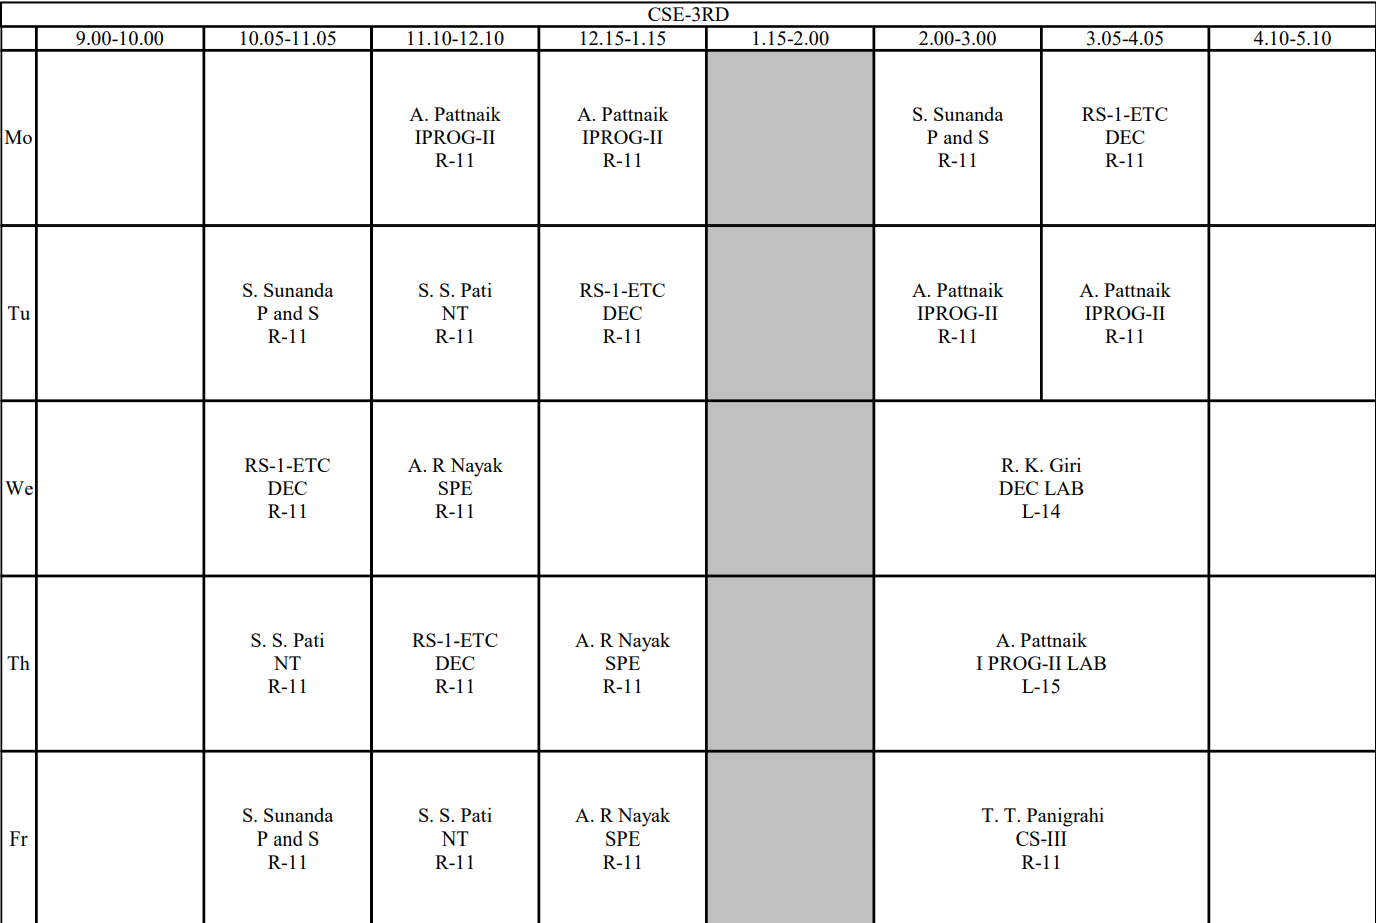 CSE-3RD
9.00-10.00
10.05-11.05
11.10-12.10
12.15-1.15
1.15-2.00
2.00-3.00
3.05-4.05
4.10-5.10
Mo
A. Pattnaik
IPROG-II
R-11
A. Pattnaik
IPROG-II
R-11
S. Sunanda
P and S
R-11
RS-1-ETC
DEC
R-11
Tu
S. Sunanda
P and S
R-11
S. S. Pati
NT
R-11
RS-1-ETC
DEC
R-11
A. Pattnaik
IPROG-II
R-11
A. Pattnaik
IPROG-II
R-11
We
RS-1-ETC
DEC
R-11
A. R Nayak
SPE
R-11
R. K. Giri
DEC LAB
L-14
Th
S. S. Pati
NT
R-11
RS-1-ETC
DEC
R-11
A. R Nayak
SPE
R-11
A. Pattnaik
I PROG-II LAB
L-15
Fr
S. Sunanda
P and S
R-11
S. S. Pati
NT
R-11
A. R Nayak
SPE
R-11
T. T. Panigrahi
CS-III
R-11